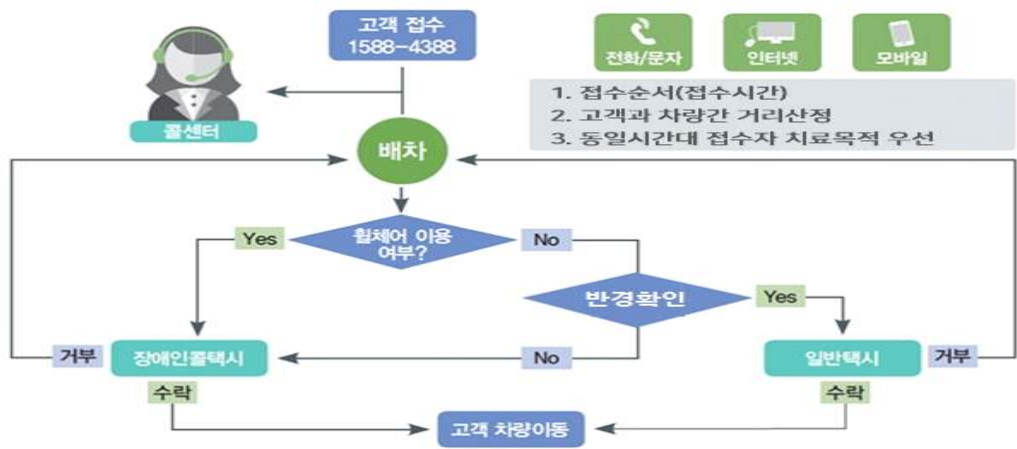 고객 접수
1588-4388
전화/문자
인터넷
모바일
1. 접수순서(접수시간)
2. 고객과 차량간 거리산정
3. 동일시간대 접수자 치료목적 우선
콜센터
배차
Yes
휠체어 이용
여부?
No
반경확인
Yes
거부
장애인콜택시
No
일반택시
거부
수락
수락
고객 차량이동